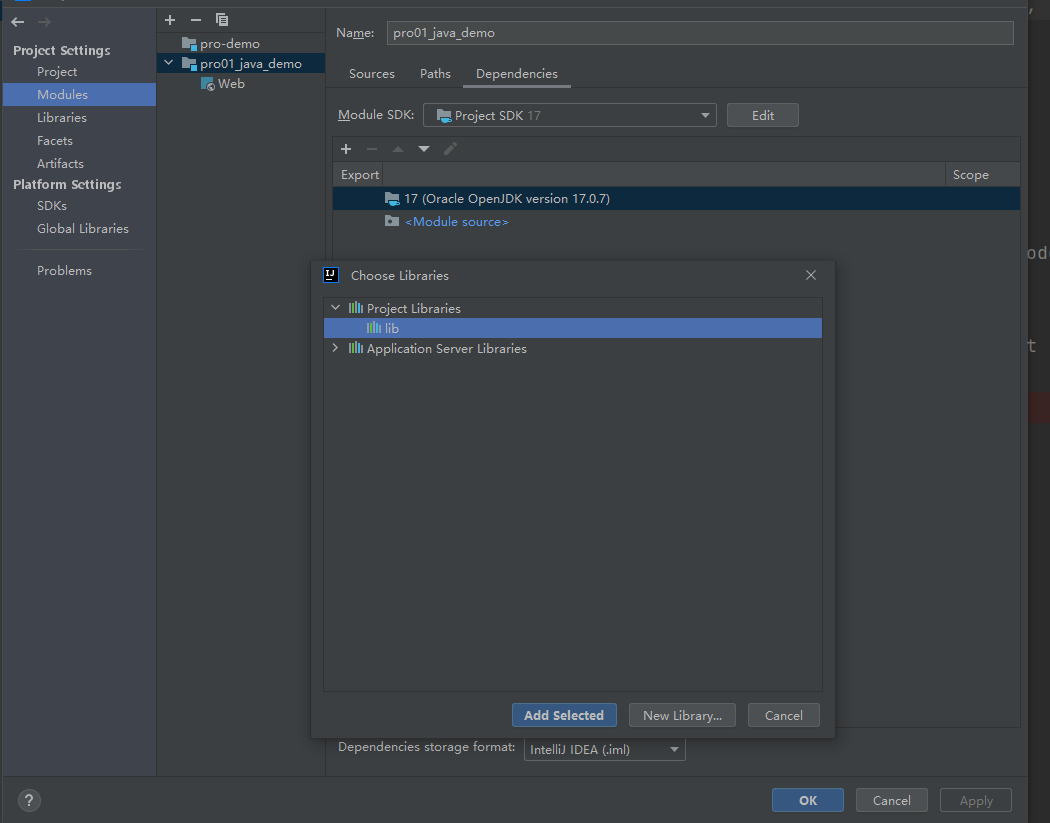 Project Settings
Project
Modules
Libraries
Facets
Artifacts
Platform Settings
SDKs
Global Libraries
Problems
pro-demo
pro01_java_demo
Web
Name: pro01_java_demo
Sources Paths Dependencies
Module SDK: Project SDK 17 Edit
Export Scope
17 (Oracle OpenJDK version 17.0.7)
<Module source>
Choose Libraries
Project Libraries
lib
Application Server Libraries
Add Selected New Library... Cancel
Dependencies storage format: IntelliJ IDEA (.iml)
? OK Cancel Apply